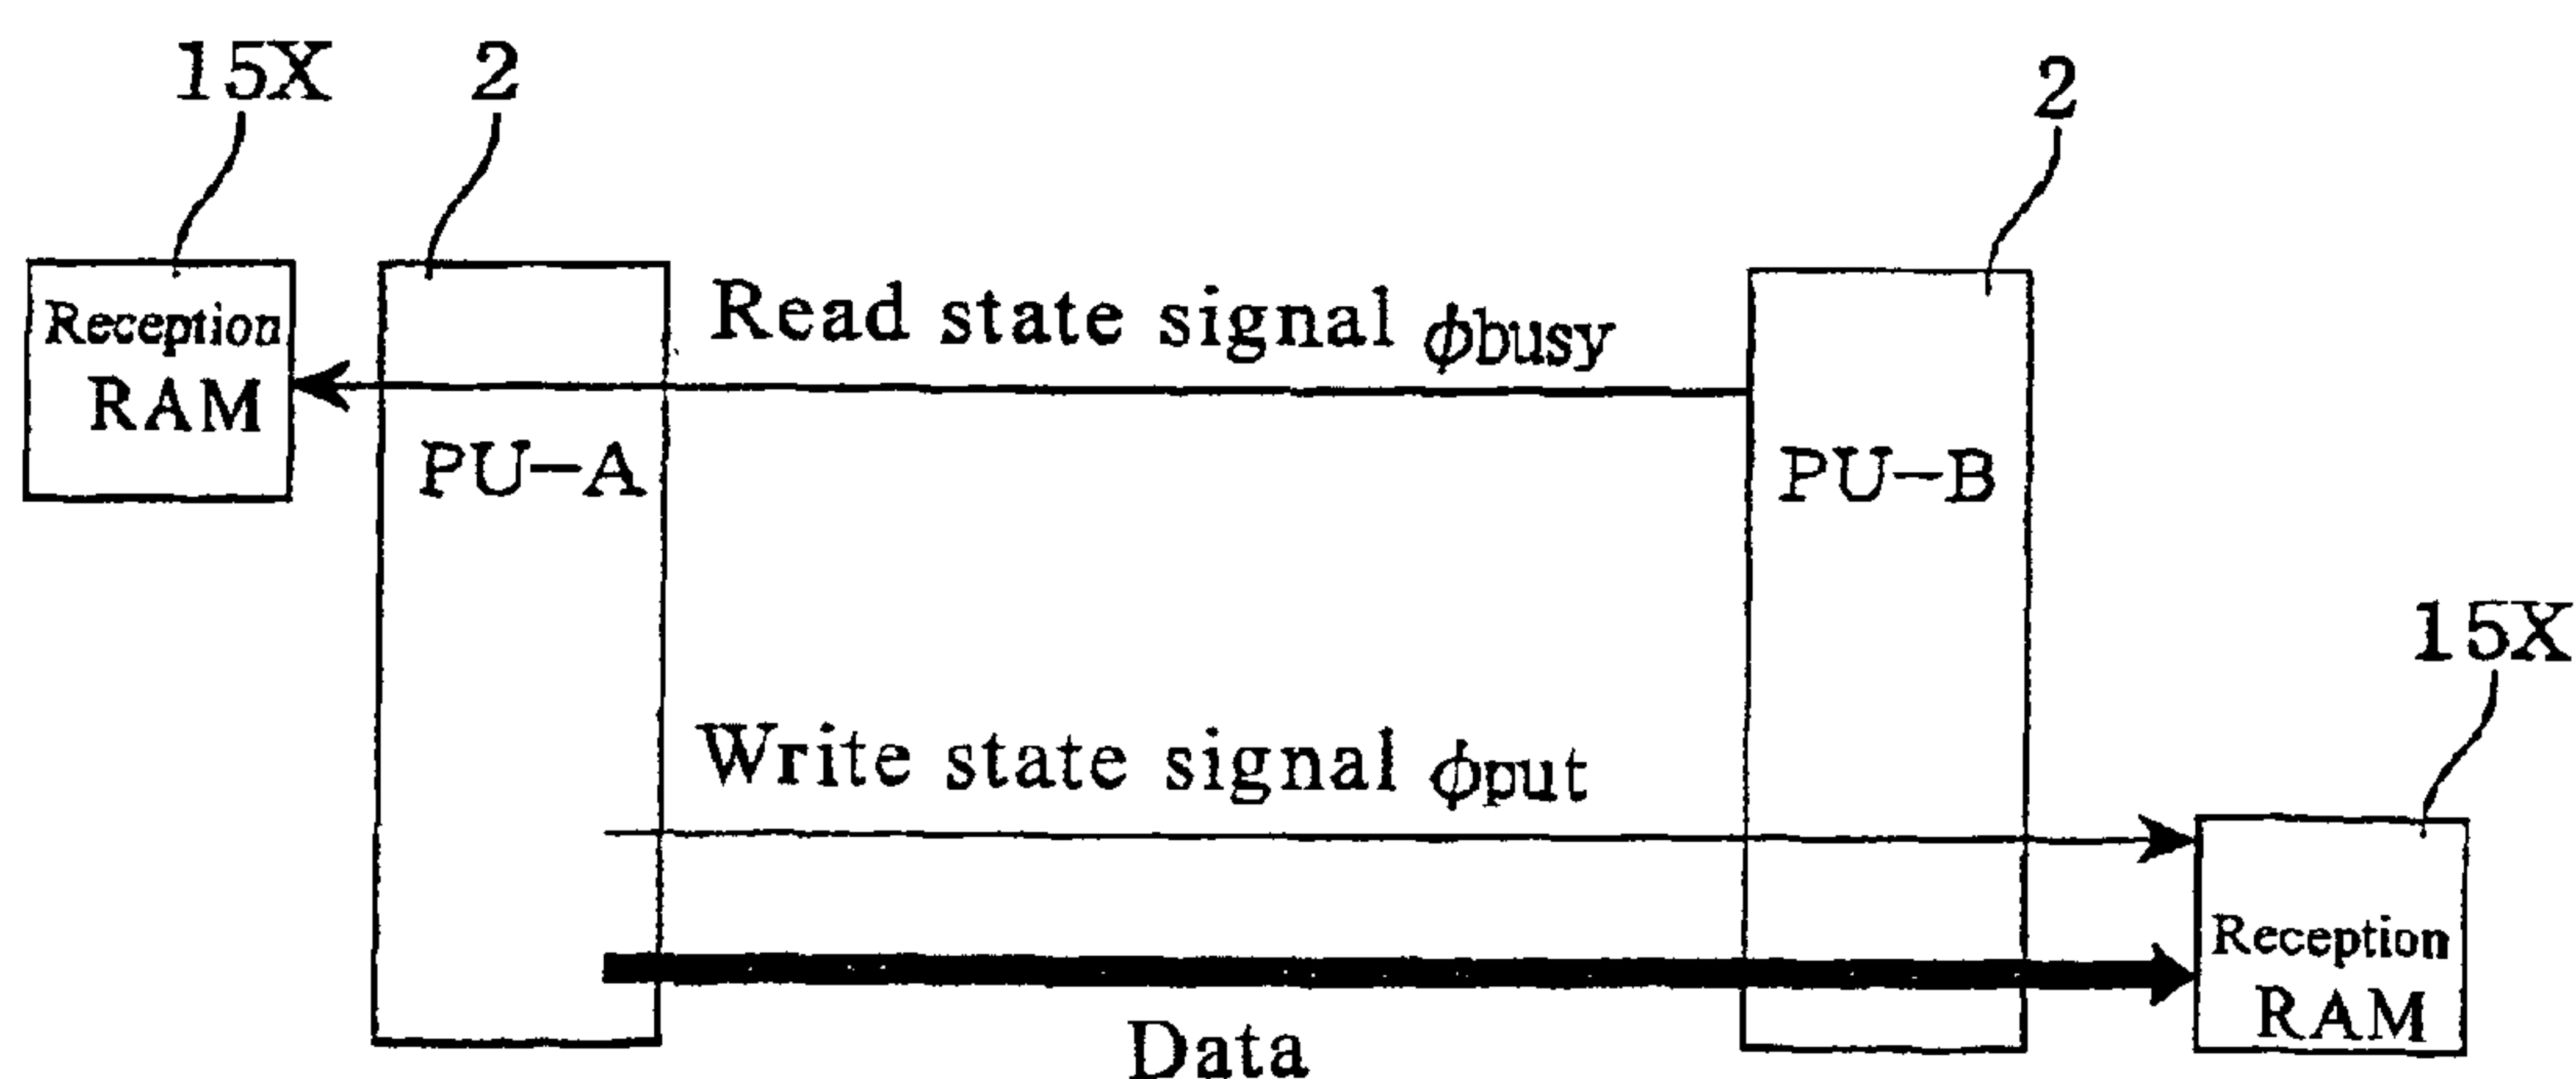 15X
2
2
Reception
RAM
Read state signal φbusy
PU-A
PU-B
15X
Write state signal φput
Reception
RAM
Data